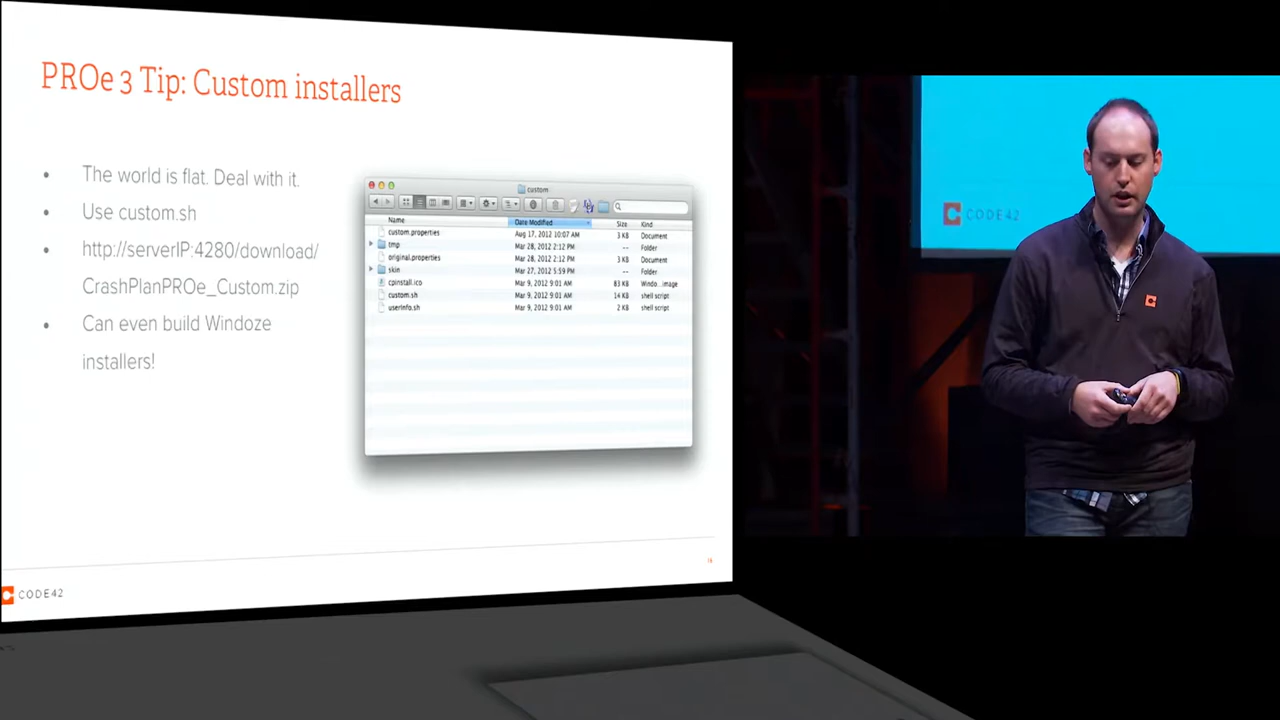 PROe 3 Tip: Custom installers
The world is flat. Deal with it.
Use custom.sh
http://serverIP:4280/download/
CrashPlanPROe_Custom.zip
Can even build Windoze
installers!
custom
Name Date Modified Size Kind
custom.properties Aug 17, 2012 10:07 AM 3 KB Document
tmp Mar 28, 2012 2:12 PM -- Folder
original.properties Mar 28, 2012 2:12 PM 3 KB Document
skin Mar 27, 2012 5:59 PM -- Folder
cpinstall.ico Mar 9, 2012 9:01 AM 83 KB Windo...image
custom.sh Mar 9, 2012 9:01 AM 14 KB shell script
userInfo.sh Mar 9, 2012 9:01 AM 2 KB shell script
CODE42
CODE42